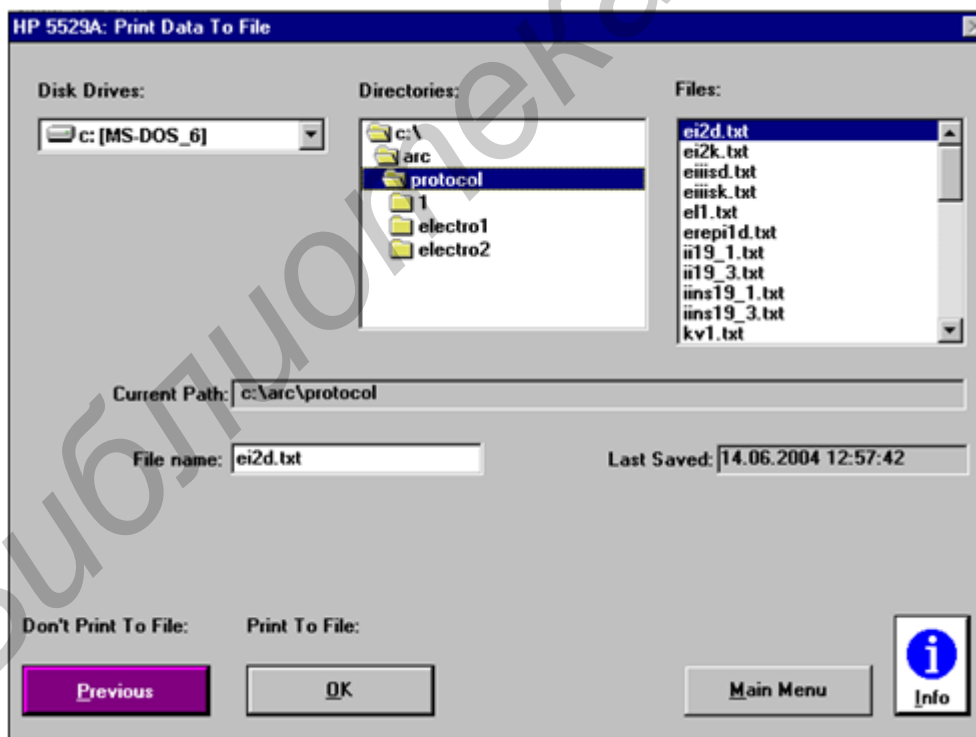 HP 5529A: Print Data To File
Disk Drives:
c: [MS-DOS_6]
Directories:
c:\
arc
protocol
1
electro1
electro2
Files:
ei2d.txt
ei2k.txt
eiiisd.txt
eiiisk.txt
el1.txt
erepi1d.txt
ii19_1.txt
ii19_3.txt
iins19_1.txt
iins19_3.txt
kv1.txt
Current Path: c:\arc\protocol
File name: ei2d.txt
Last Saved: 14.06.2004 12:57:42
Don't Print To File:
Print To File:
Previous
OK
Main Menu
Info